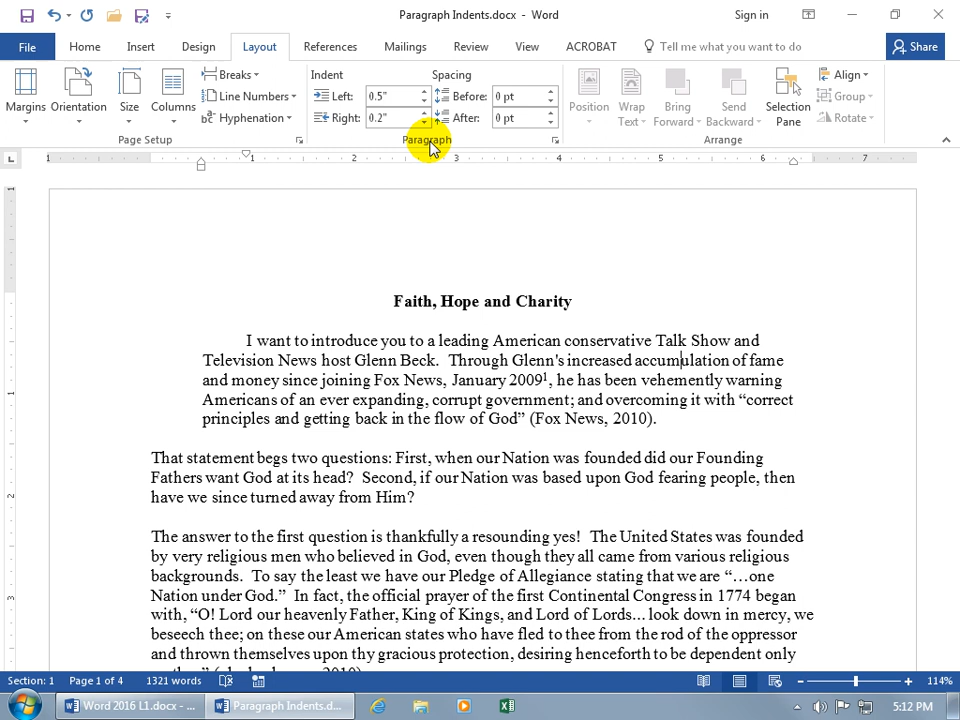 Paragraph Indents.docx - Word
Sign in
File Home Insert Design Layout References Mailings Review View ACROBAT Tell me what you want to do Share
Margins Orientation Size Columns
Breaks
Line Numbers
Hyphenation
Page Setup
Indent Spacing
Left: 0.5" Before: 0 pt
Right: 0.2" After: 0 pt
Paragraph
Position Wrap Text Bring Forward Send Backward Selection Pane
Align
Group
Rotate
Arrange
1 1 2 3 4 5 6 7
Faith, Hope and Charity
I want to introduce you to a leading American conservative Talk Show and
Television News host Glenn Beck. Through Glenn's increased accumulation of fame
and money since joining Fox News, January 2009¹, he has been vehemently warning
Americans of an ever expanding, corrupt government; and overcoming it with “correct
principles and getting back in the flow of God” (Fox News, 2010).
That statement begs two questions: First, when our Nation was founded did our Founding
Fathers want God at its head? Second, if our Nation was based upon God fearing people, then
have we since turned away from Him?
The answer to the first question is thankfully a resounding yes! The United States was founded
by very religious men who believed in God, even though they all came from various religious
backgrounds. To say the least we have our Pledge of Allegiance stating that we are “…one
Nation under God.” In fact, the official prayer of the first Continental Congress in 1774 began
with, “O! Lord our heavenly Father, King of Kings, and Lord of Lords... look down in mercy, we
beseech thee; on these our American states who have fled to thee from the rod of the oppressor
and thrown themselves upon thy gracious protection, desiring henceforth to be dependent only
1
1
2
3
Section: 1 Page 1 of 4 1321 words 114%
Word 2016 L1.docx - ... Paragraph Indents.d... 5:12 PM